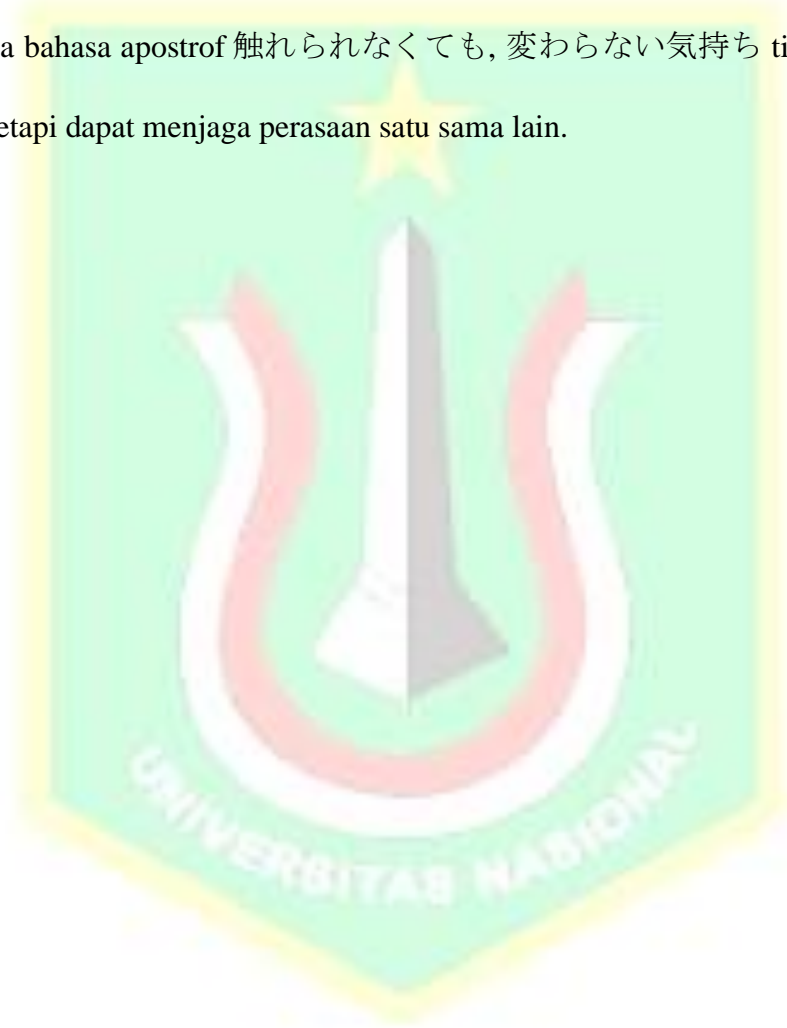 a bahasa apostrof 触れられなくても, 変わらない気持ち ti
etapi dapat menjaga perasaan satu sama lain.
UNIVERSITAS NASIONAL